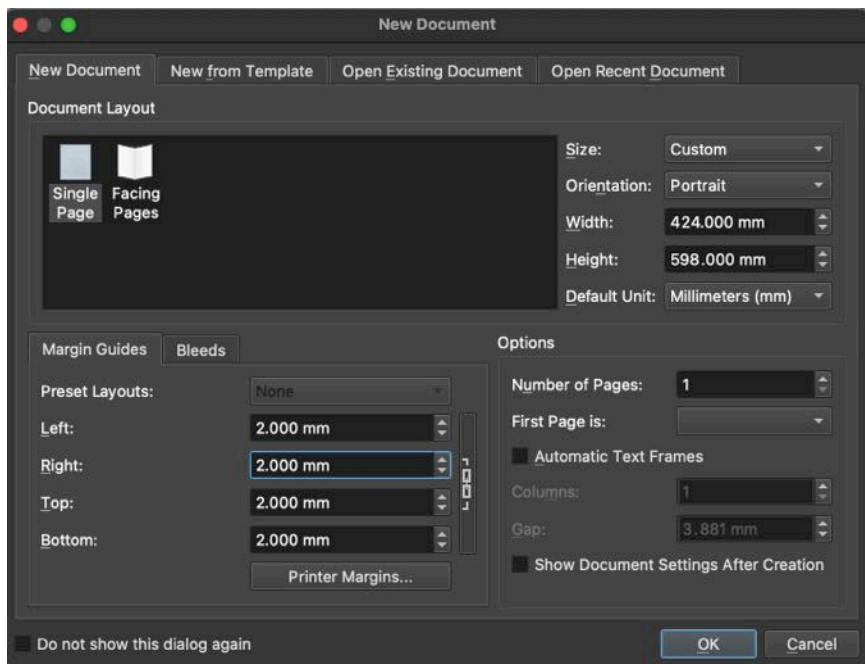 New Document
New Document
New from Template
Open Existing Document
Open Recent Document
Document Layout
Single
Page
Facing
Pages
Size: Custom
Orientation: Portrait
Width: 424.000 mm
Height: 598.000 mm
Default Unit: Millimeters (mm)
Margin Guides
Bleeds
Preset Layouts: None
Left: 2.000 mm
Right: 2.000 mm
Top: 2.000 mm
Bottom: 2.000 mm
Printer Margins...
Options
Number of Pages: 1
First Page is:
Automatic Text Frames
Columns: 1
Gap: 3.881 mm
Show Document Settings After Creation
Do not show this dialog again
OK
Cancel